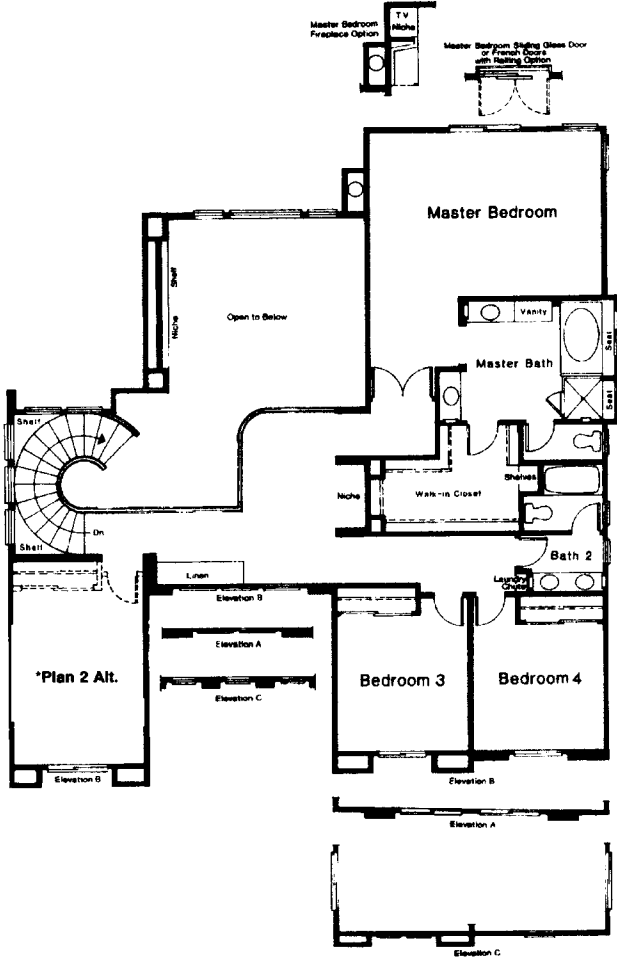 Master Bedroom
Fireplace Option
TV
Niche
Master Bedroom Sliding Glass Door
or French Doors
with Railing Option
Master Bedroom
Shelf
Niche
Open to Below
Vanity
Seat
Master Bath
Seat
Shelf
Shelves
Niche
Walk-in Closet
Dn
Shelf
Bath 2
Linen
Laundry
Chute
Elevation B
Elevation A
*Plan 2 Alt.
Bedroom 3
Bedroom 4
Elevation C
Elevation B
Elevation B
Elevation A
Elevation C